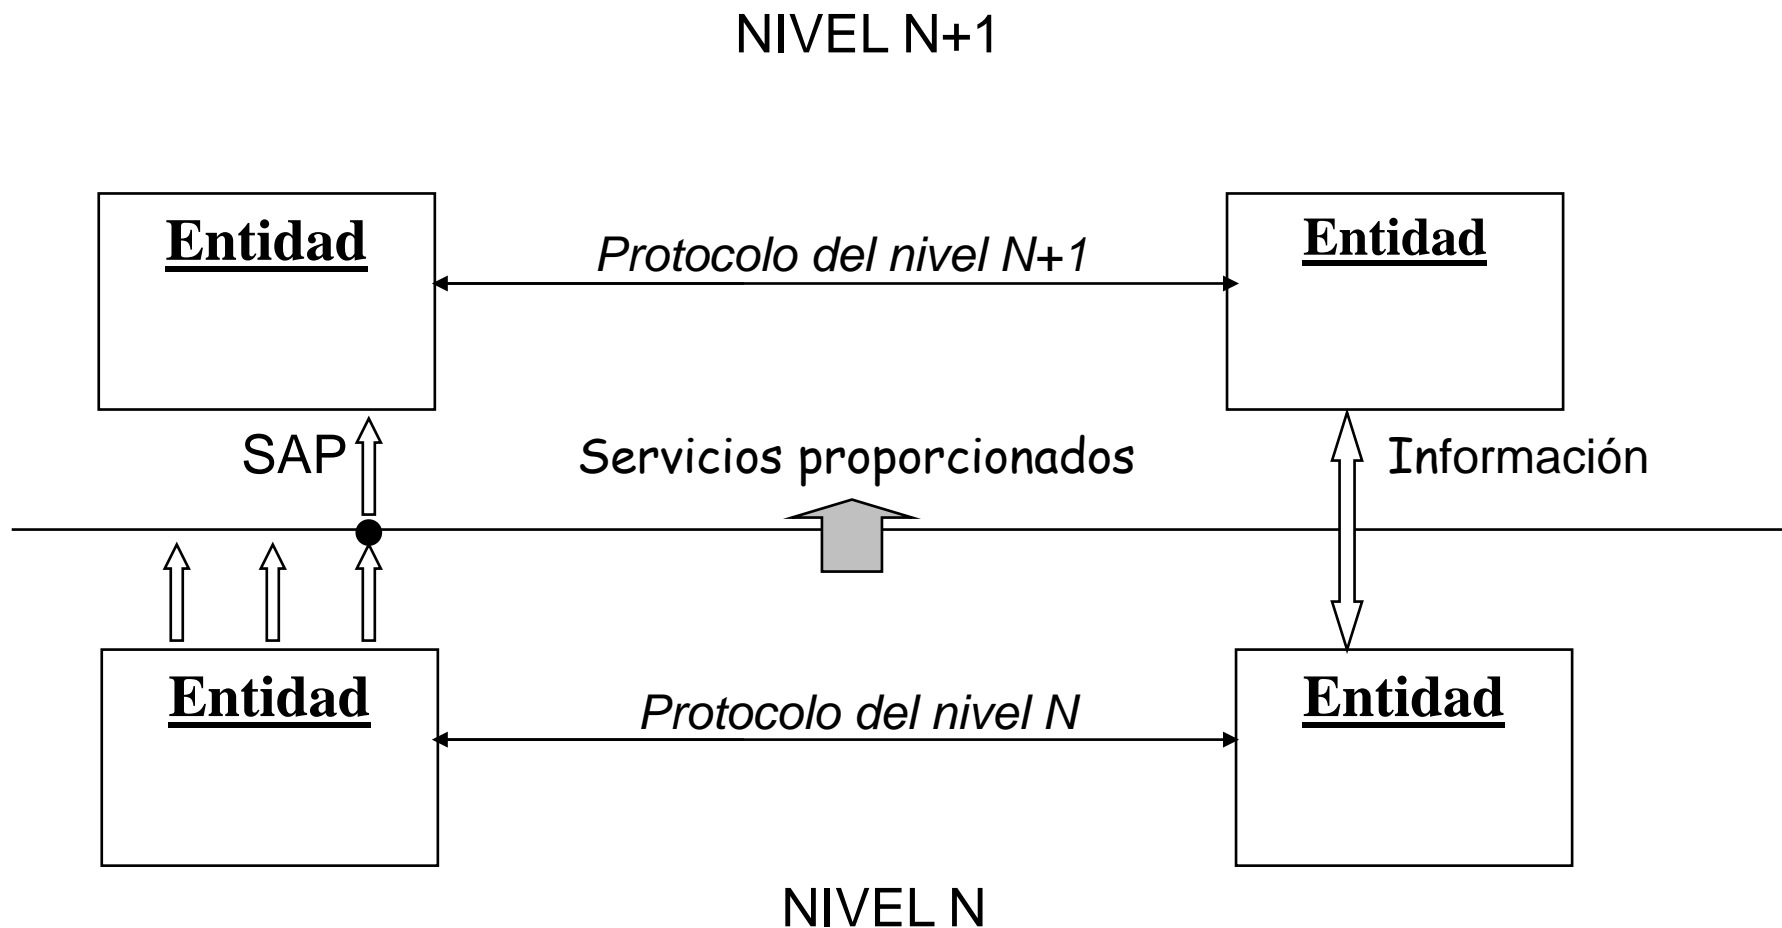 NIVEL N+1
Entidad
Protocolo del nivel N+1
Entidad
SAP
Servicios proporcionados
Información
Entidad
Protocolo del nivel N
Entidad
NIVEL N